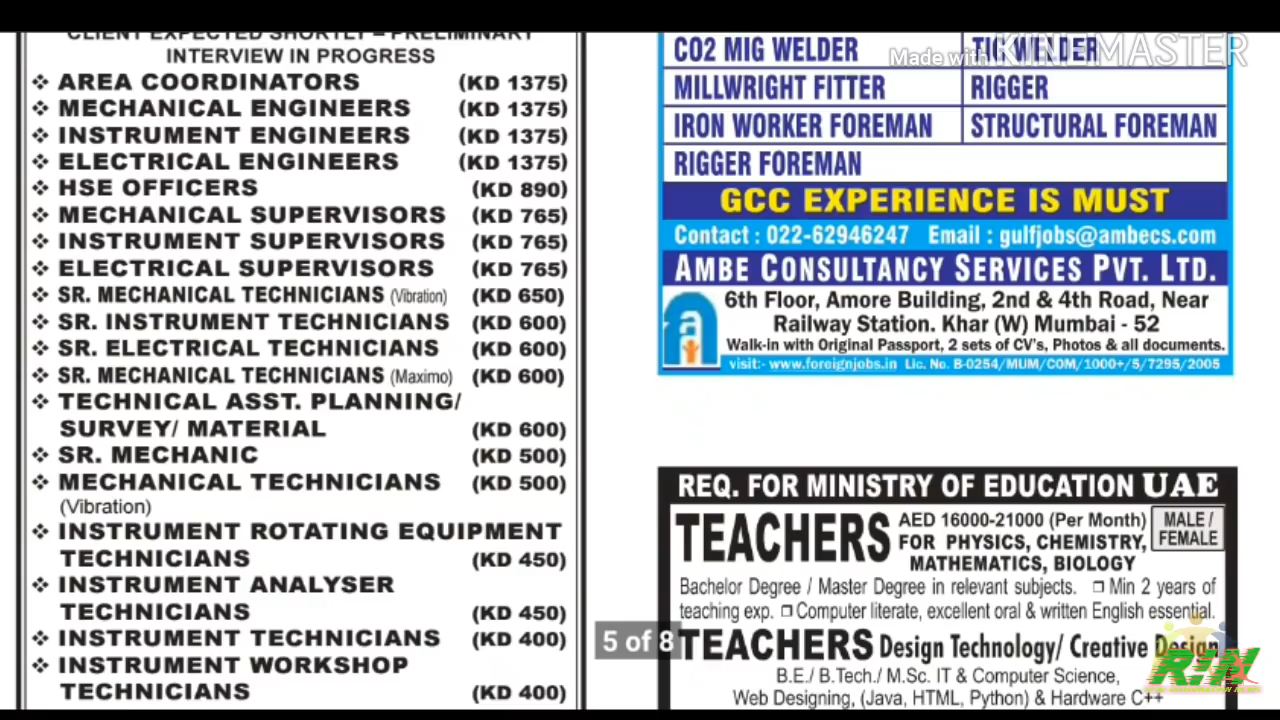 CLIENT EXPECTED SHORTLY – PRELIMINARY
INTERVIEW IN PROGRESS
❖ AREA COORDINATORS (KD 1375)
❖ MECHANICAL ENGINEERS (KD 1375)
❖ INSTRUMENT ENGINEERS (KD 1375)
❖ ELECTRICAL ENGINEERS (KD 1375)
❖ HSE OFFICERS (KD 890)
❖ MECHANICAL SUPERVISORS (KD 765)
❖ INSTRUMENT SUPERVISORS (KD 765)
❖ ELECTRICAL SUPERVISORS (KD 765)
❖ SR. MECHANICAL TECHNICIANS (Vibration) (KD 650)
❖ SR. INSTRUMENT TECHNICIANS (KD 600)
❖ SR. ELECTRICAL TECHNICIANS (KD 600)
❖ SR. MECHANICAL TECHNICIANS (Maximo) (KD 600)
❖ TECHNICAL ASST. PLANNING/
SURVEY/ MATERIAL (KD 600)
❖ SR. MECHANIC (KD 500)
❖ MECHANICAL TECHNICIANS (KD 500)
(Vibration)
❖ INSTRUMENT ROTATING EQUIPMENT
TECHNICIANS (KD 450)
❖ INSTRUMENT ANALYSER
TECHNICIANS (KD 450)
❖ INSTRUMENT TECHNICIANS (KD 400)
❖ INSTRUMENT WORKSHOP
TECHNICIANS (KD 400)
Made with KINEMASTER
CO2 MIG WELDER TIG WELDER
MILLWRIGHT FITTER RIGGER
IRON WORKER FOREMAN STRUCTURAL FOREMAN
RIGGER FOREMAN
GCC EXPERIENCE IS MUST
Contact : 022-62946247 Email : gulfjobs@ambecs.com
AMBE CONSULTANCY SERVICES PVT. LTD.
6th Floor, Amore Building, 2nd & 4th Road, Near
Railway Station. Khar (W) Mumbai - 52
Walk-in with Original Passport, 2 sets of CV's, Photos & all documents.
visit:- www.foreignjobs.in Lic. No. B-0254/MUM/COM/1000+/5/7295/2005
REQ. FOR MINISTRY OF EDUCATION UAE
TEACHERS AED 16000-21000 (Per Month) MALE /
FEMALE
FOR PHYSICS, CHEMISTRY,
MATHEMATICS, BIOLOGY
Bachelor Degree / Master Degree in relevant subjects. ❒ Min 2 years of
teaching exp. ❒ Computer literate, excellent oral & written English essential.
5 of 8
TEACHERS Design Technology/ Creative Design
B.E./ B.Tech./ M.Sc. IT & Computer Science,
Web Designing, (Java, HTML, Python) & Hardware C++
RJN